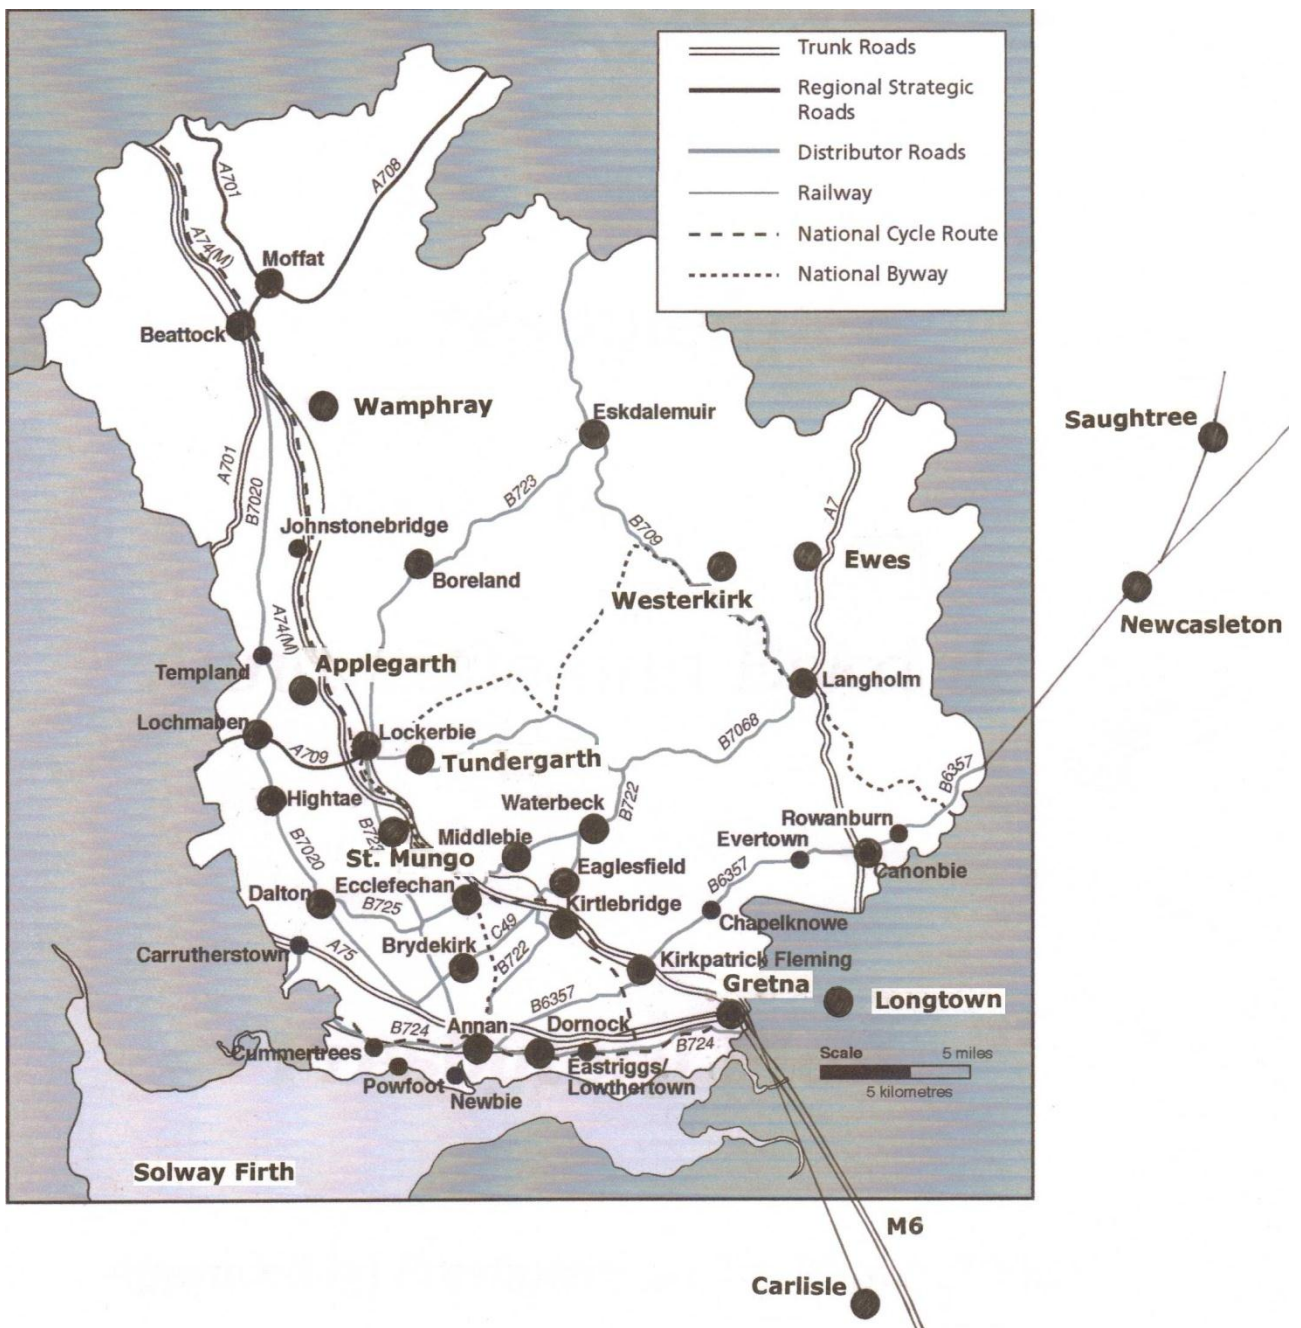 Trunk Roads
Regional Strategic
Roads
Distributor Roads
Railway
National Cycle Route
National Byway
A701
A708
A74(M)
Moffat
Beattock
Wamphray
Eskdalemuir
Saughtree
A701
B7020
B723
A7
Johnstonebridge
B709
Boreland
Ewes
Westerkirk
Newcasleton
A74(M)
Templand
Applegarth
Langholm
Lochmaben
Lockerbie
A709
Tundergarth
B7068
B6357
Hightae
Waterbeck
B722
Rowanburn
B723
Middlebie
Evertown
B7020
St. Mungo
Eaglesfield
Canonbie
Ecclefechan
B6357
Dalton
B725
Kirtlebridge
Chapelknowe
C49
Carrutherstown
A75
Brydekirk
B722
Kirkpatrick Fleming
Gretna
Longtown
B6357
B724
Annan
Dornock
B724
Cummertrees
Scale
5 miles
Powfoot
Eastriggs/
Lowthertown
5 kilometres
Newbie
Solway Firth
M6
Carlisle